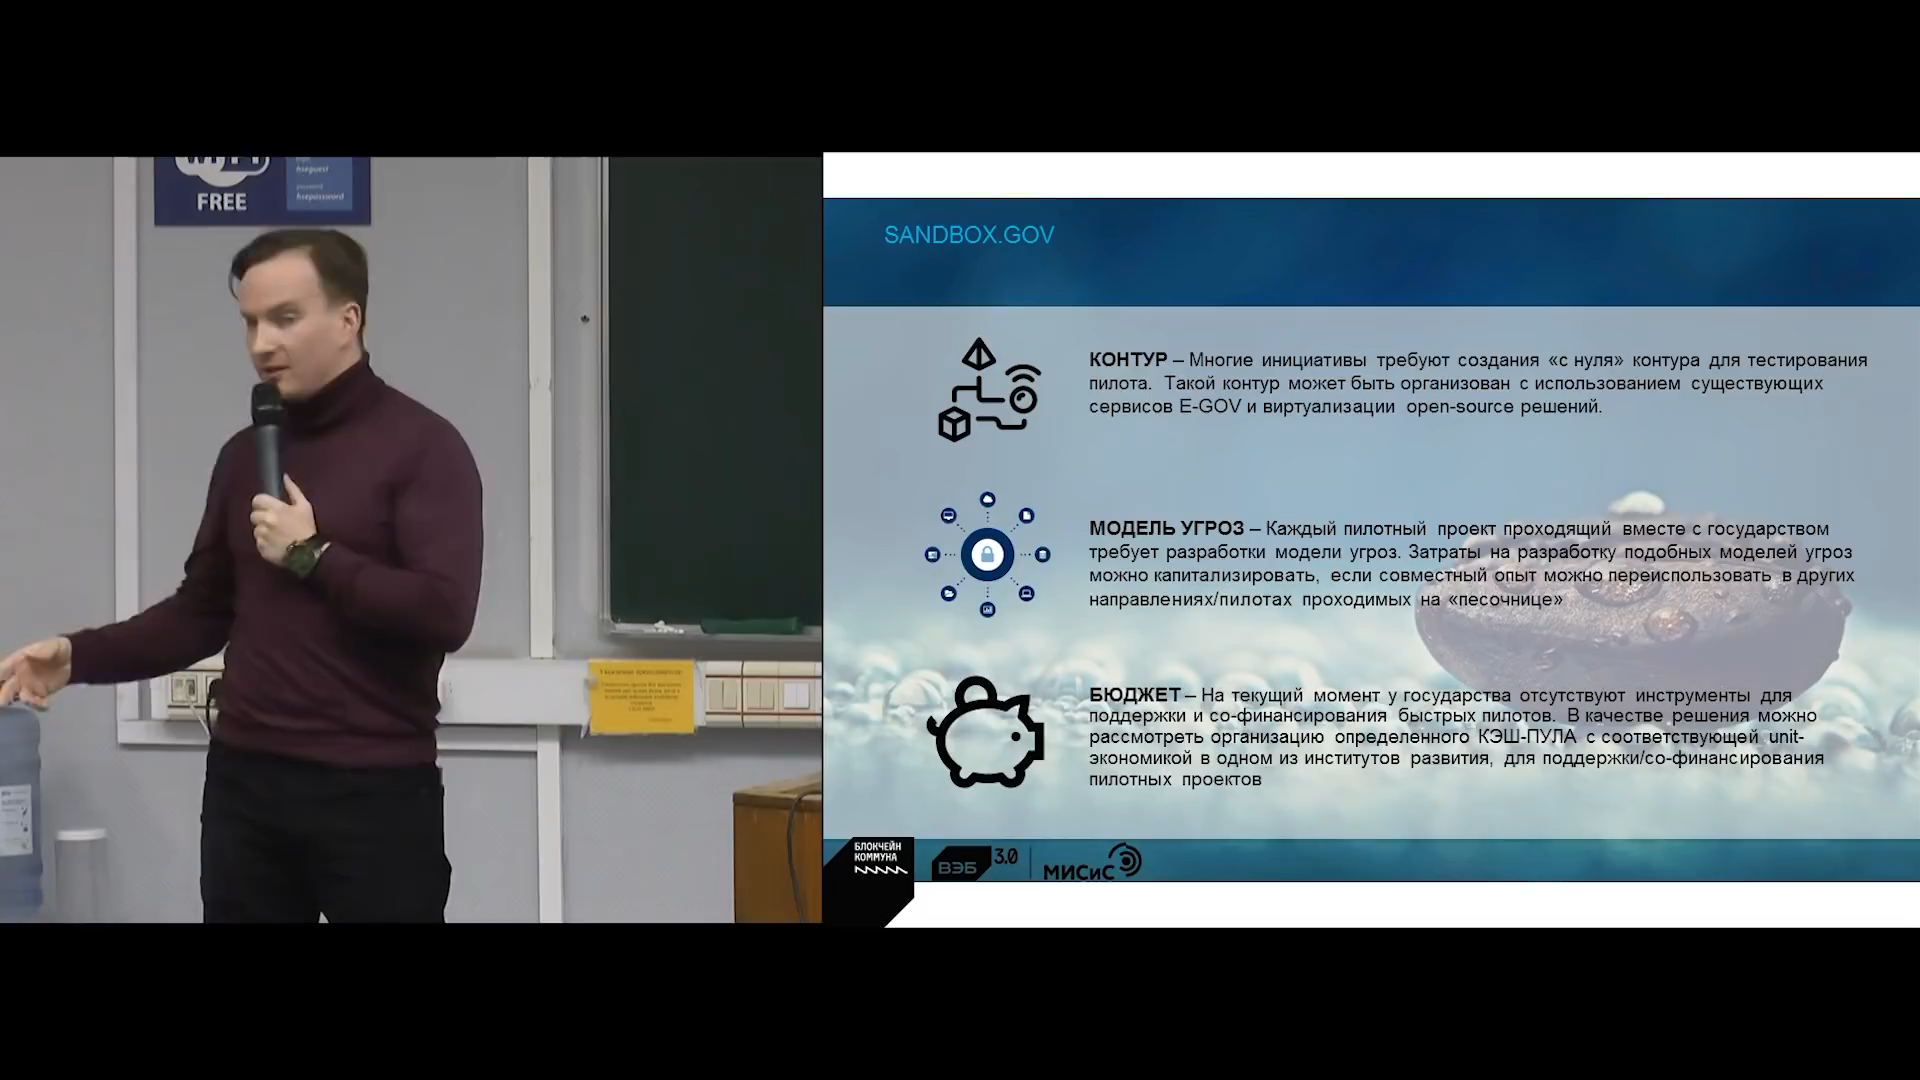 FREE
hseguest
password
hsepassword
SANDBOX.GOV
КОНТУР – Многие инициативы требуют создания «с нуля» контура для тестирования
пилота. Такой контур может быть организован с использованием существующих
сервисов E-GOV и виртуализации open-source решений.
МОДЕЛЬ УГРОЗ – Каждый пилотный проект проходящий вместе с государством
требует разработки модели угроз. Затраты на разработку подобных моделей угроз
можно капитализировать, если совместный опыт можно переиспользовать в других
направлениях/пилотах проходимых на «песочнице»
БЮДЖЕТ – На текущий момент у государства отсутствуют инструменты для
поддержки и со-финансирования быстрых пилотов. В качестве решения можно
рассмотреть организацию определенного КЭШ-ПУЛА с соответствующей unit-
экономикой в одном из институтов развития, для поддержки/со-финансирования
пилотных проектов
БЛОКЧЕЙН
КОММУНА
ВЭБ 3.0
МИСиС